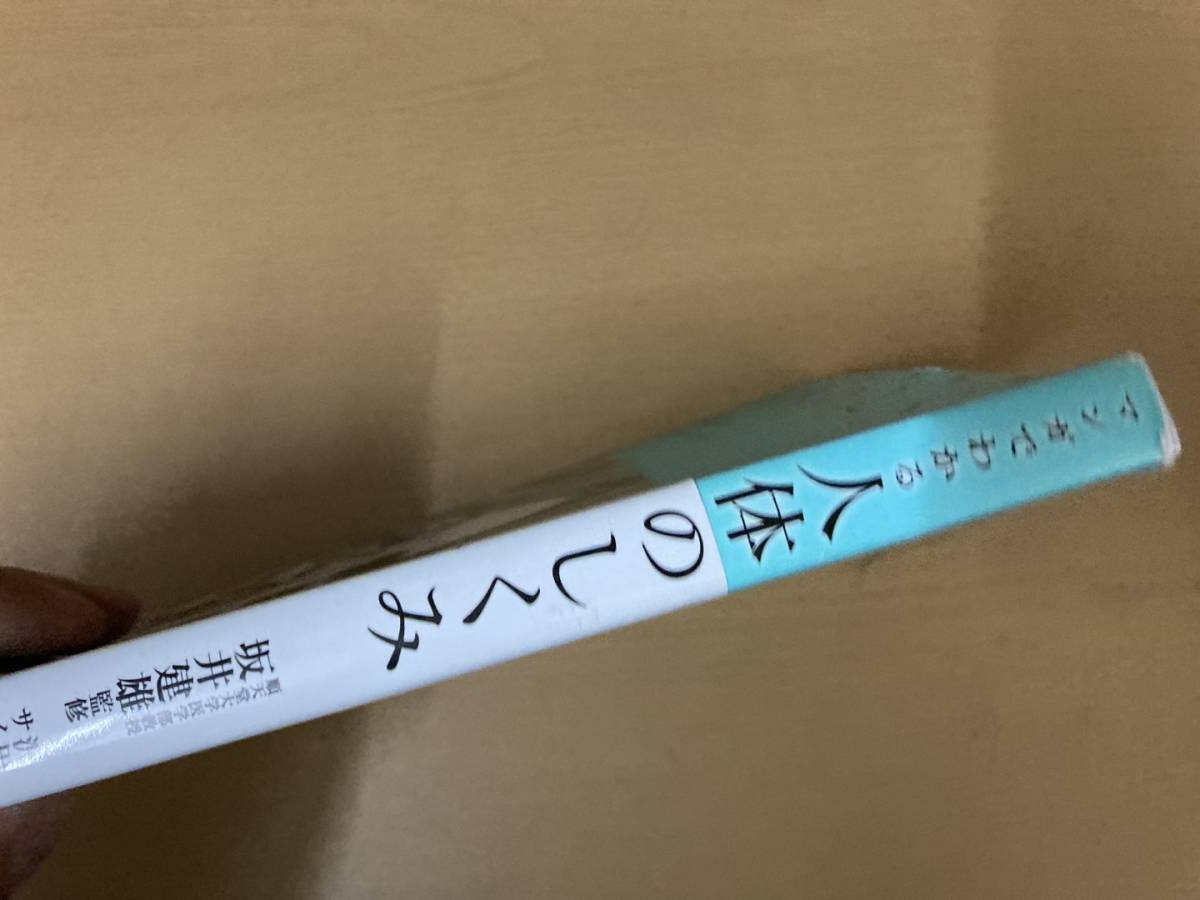 マンガでわかる
人体のしくみ
順天堂大学医学部教授
坂井建雄 監修